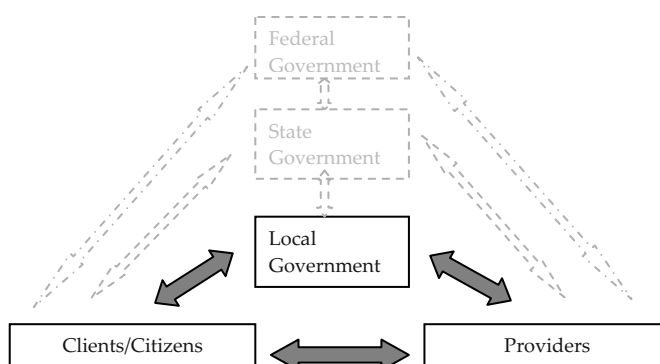 Federal
Government
State
Government
Local
Government
Clients/Citizens
Providers